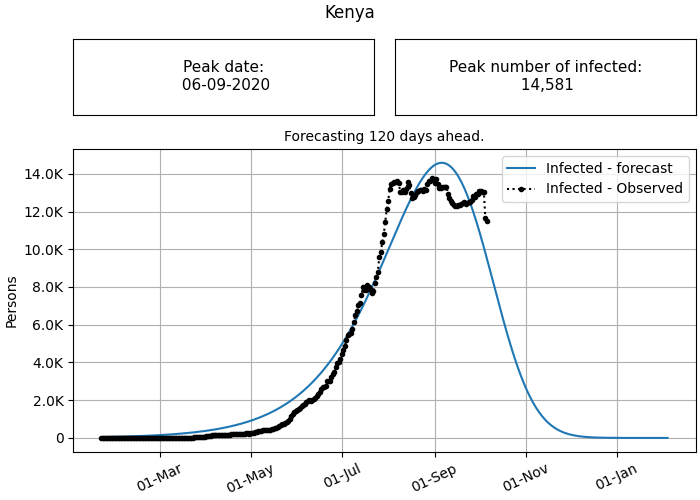 Kenya
Peak date:
06-09-2020
Peak number of infected:
14,581
Forecasting 120 days ahead.
Infected - forecast
Infected - Observed
Persons
14.0K
12.0K
10.0K
8.0K
6.0K
4.0K
2.0K
0
01-Mar
01-May
01-Jul
01-Sep
01-Nov
01-Jan